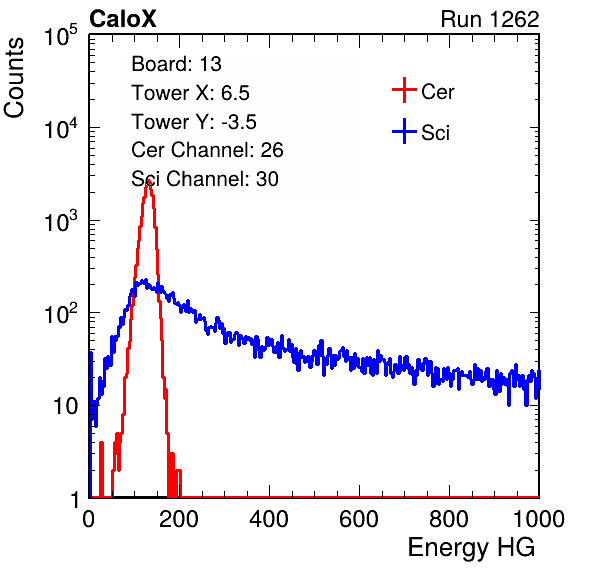 CaloX Run 1262
Counts
10^5
10^4
10^3
10^2
10
1
Board: 13
Tower X: 6.5
Tower Y: -3.5
Cer Channel: 26
Sci Channel: 30
Cer
Sci
0 200 400 600 800 1000
Energy HG